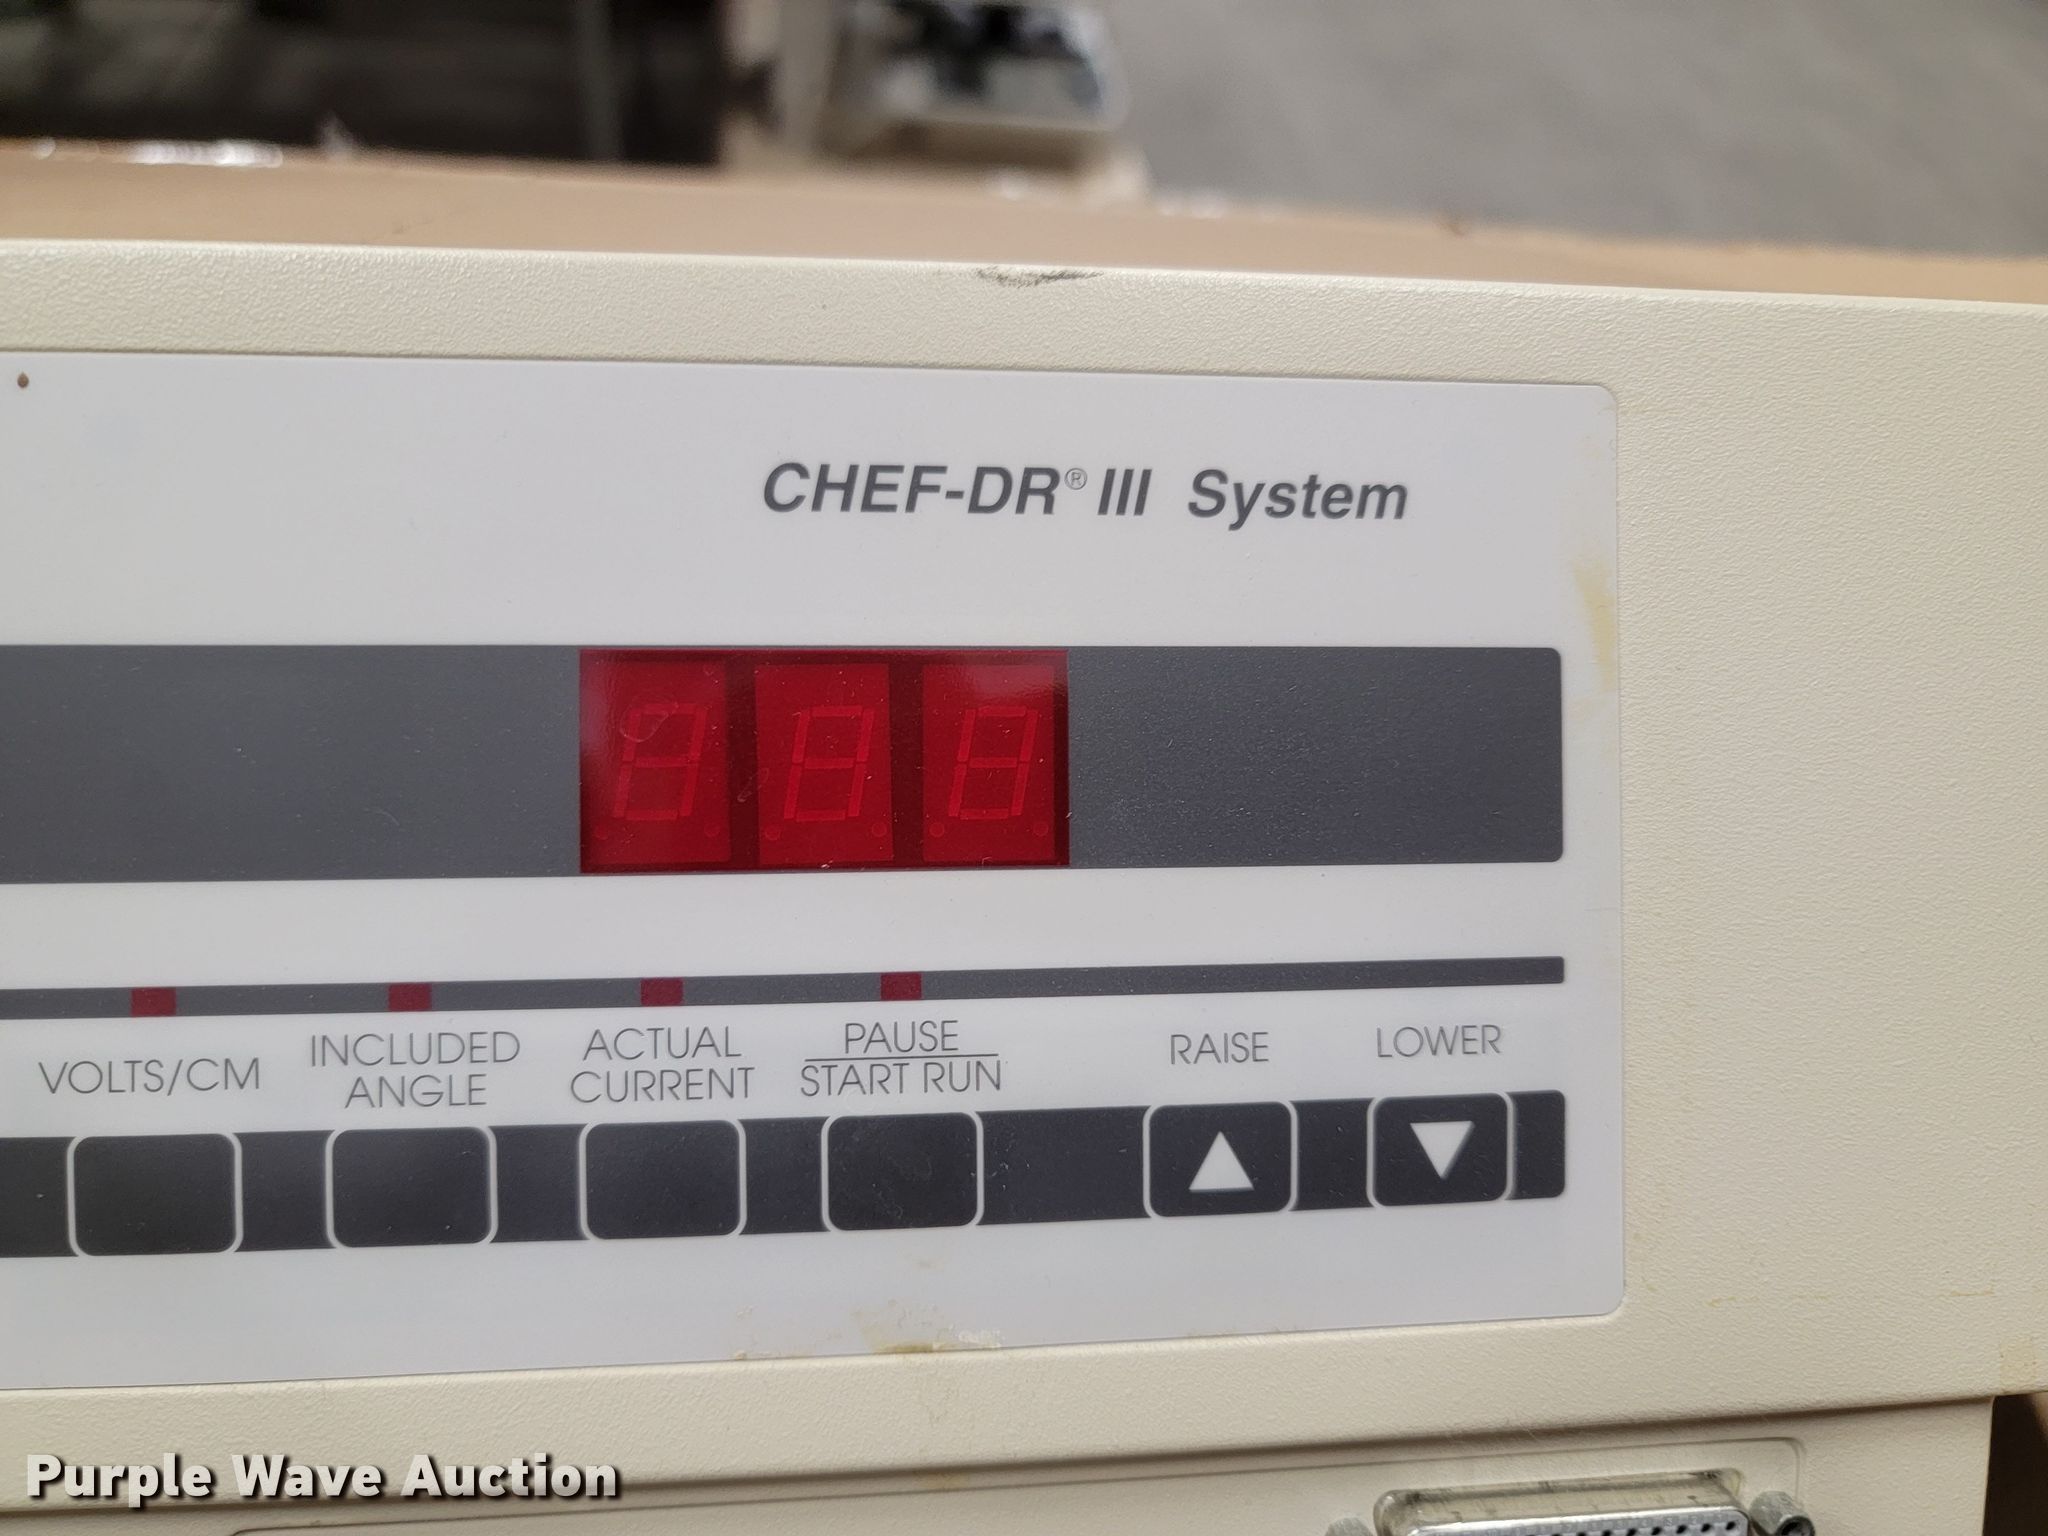 CHEF-DR® III System
VOLTS/CM
INCLUDED
ANGLE
ACTUAL
CURRENT
PAUSE
START RUN
RAISE
LOWER
Purple Wave Auction